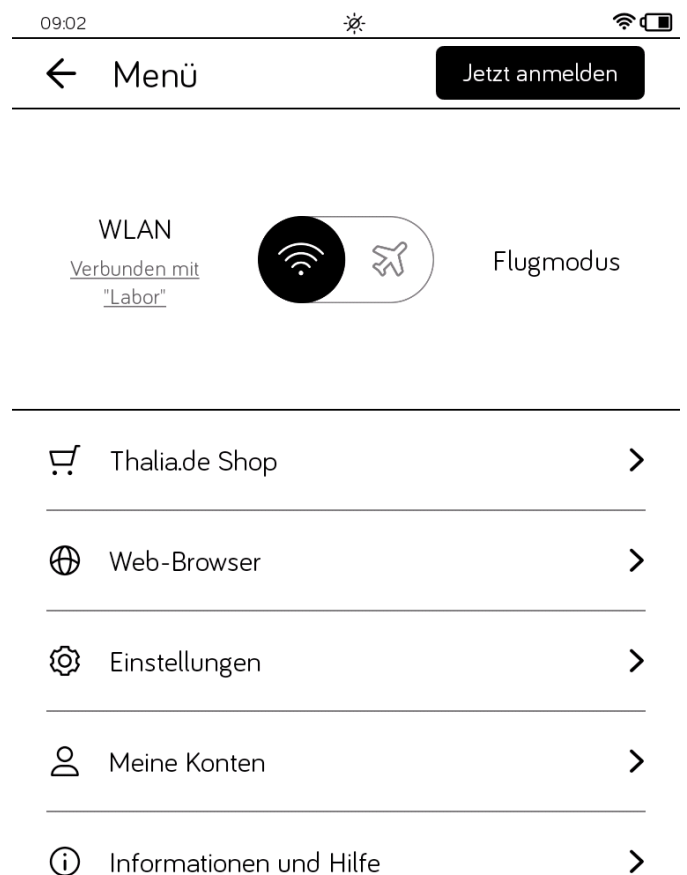 09:02
Menü
Jetzt anmelden
WLAN
Verbunden mit
"Labor"
Flugmodus
Thalia.de Shop
Web-Browser
Einstellungen
Meine Konten
Informationen und Hilfe